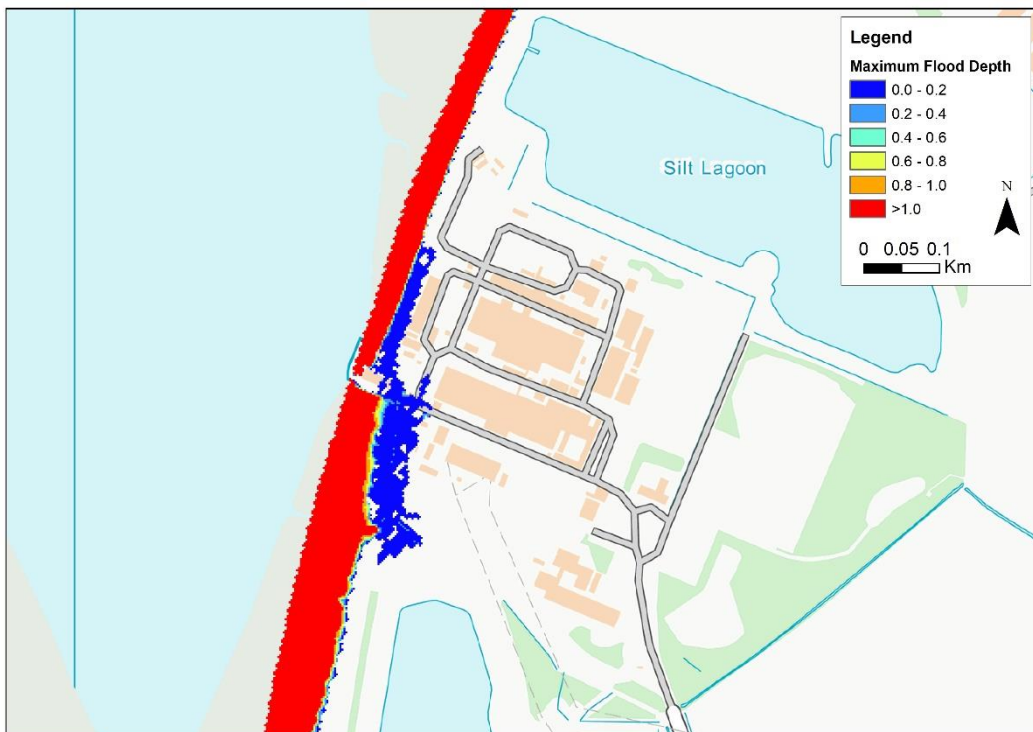 Legend
Maximum Flood Depth
0.0 - 0.2
0.2 - 0.4
0.4 - 0.6
0.6 - 0.8
0.8 - 1.0
>1.0
N
0 0.05 0.1
Km
Silt Lagoon